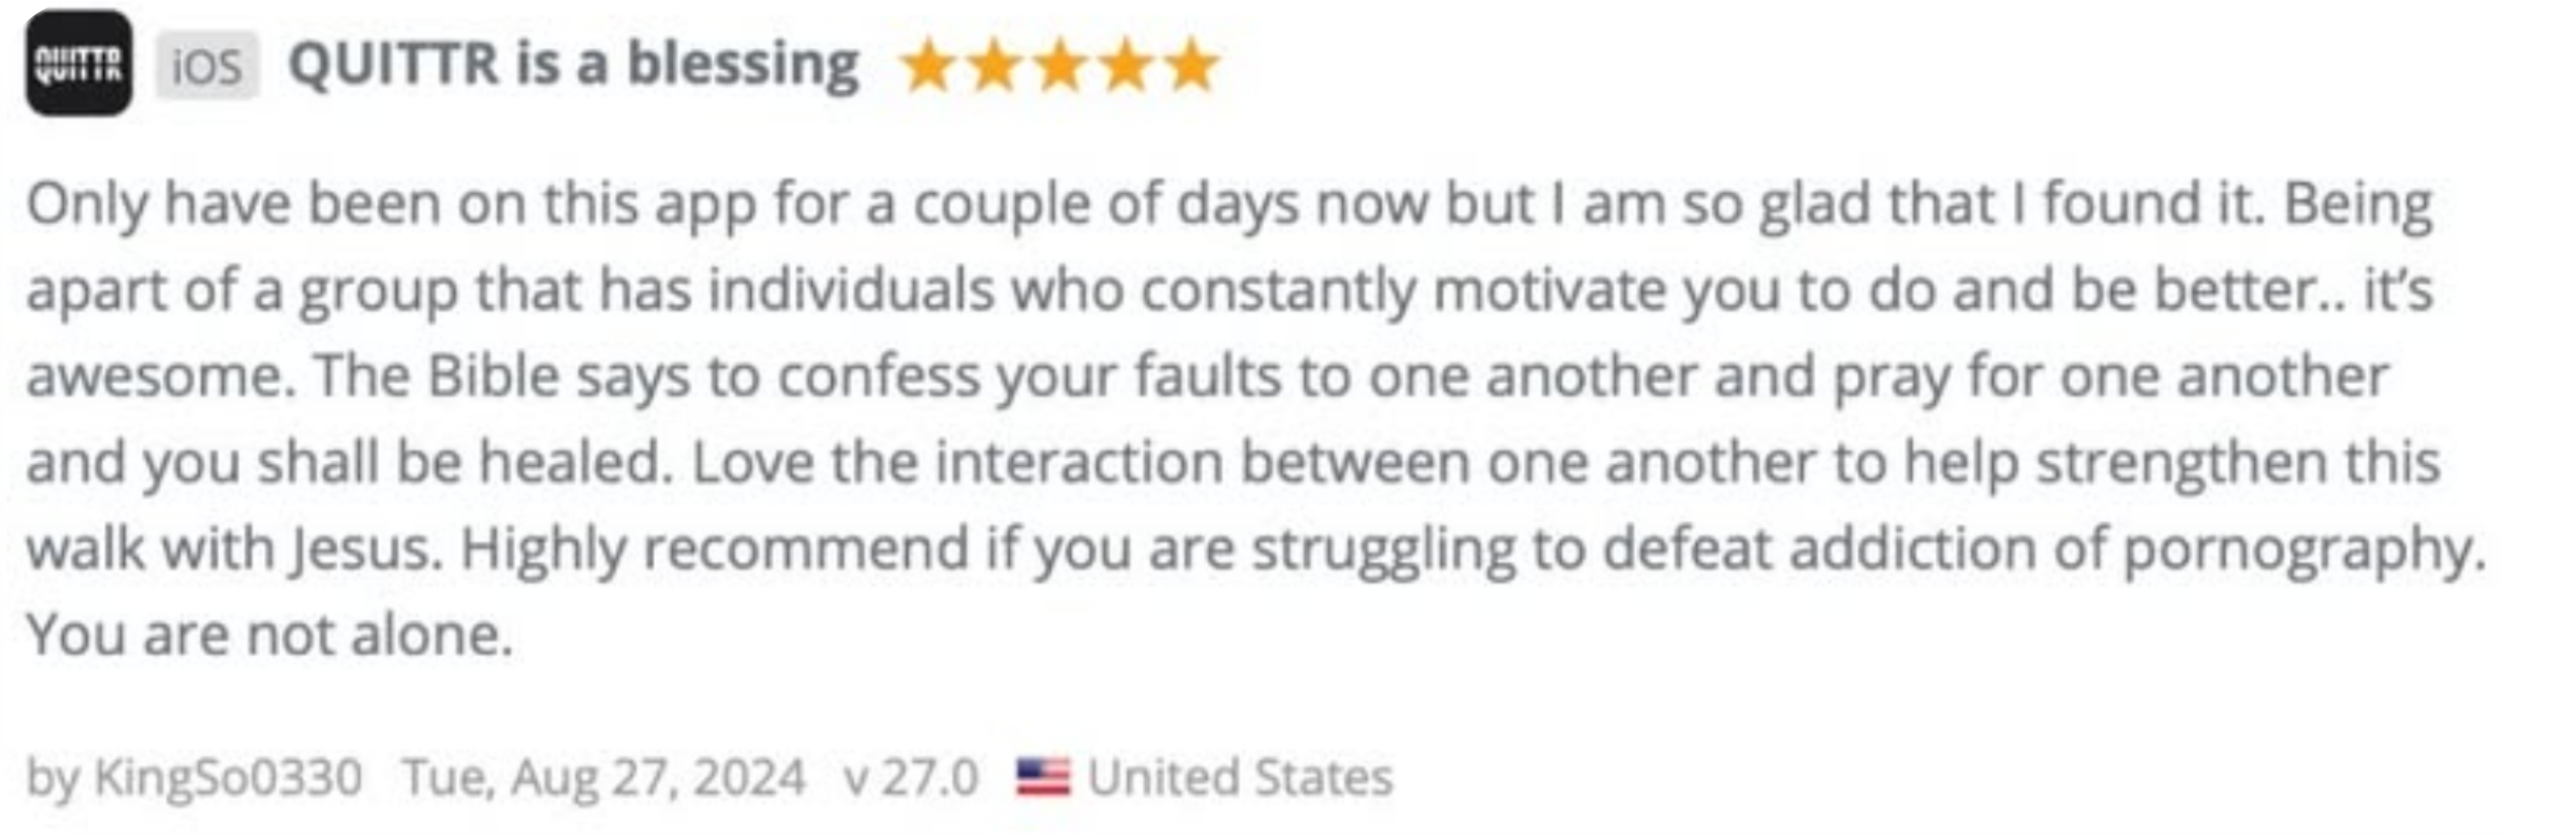 QUITTR iOS QUITTR is a blessing
Only have been on this app for a couple of days now but I am so glad that I found it. Being
apart of a group that has individuals who constantly motivate you to do and be better.. it’s
awesome. The Bible says to confess your faults to one another and pray for one another
and you shall be healed. Love the interaction between one another to help strengthen this
walk with Jesus. Highly recommend if you are struggling to defeat addiction of pornography.
You are not alone.
by KingSo0330 Tue, Aug 27, 2024 v 27.0 United States